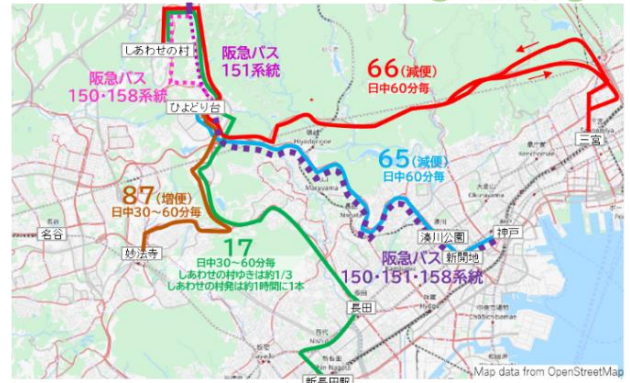 しあわせの村
阪急バス
151系統
阪急バス
150・158系統
ひよどり台
66(減便)
日中60分毎
三宮
65(減便)
日中60分毎
87(増便)
日中30～60分毎
名谷
妙法寺
17
日中30～60分毎
しあわせの村ゆきは約1/3
しあわせの村発は約1時間に1本
湊川公園
神戸
新開地
阪急バス
150・151・158系統
長田
新長田駅
Map data from OpenStreetMap